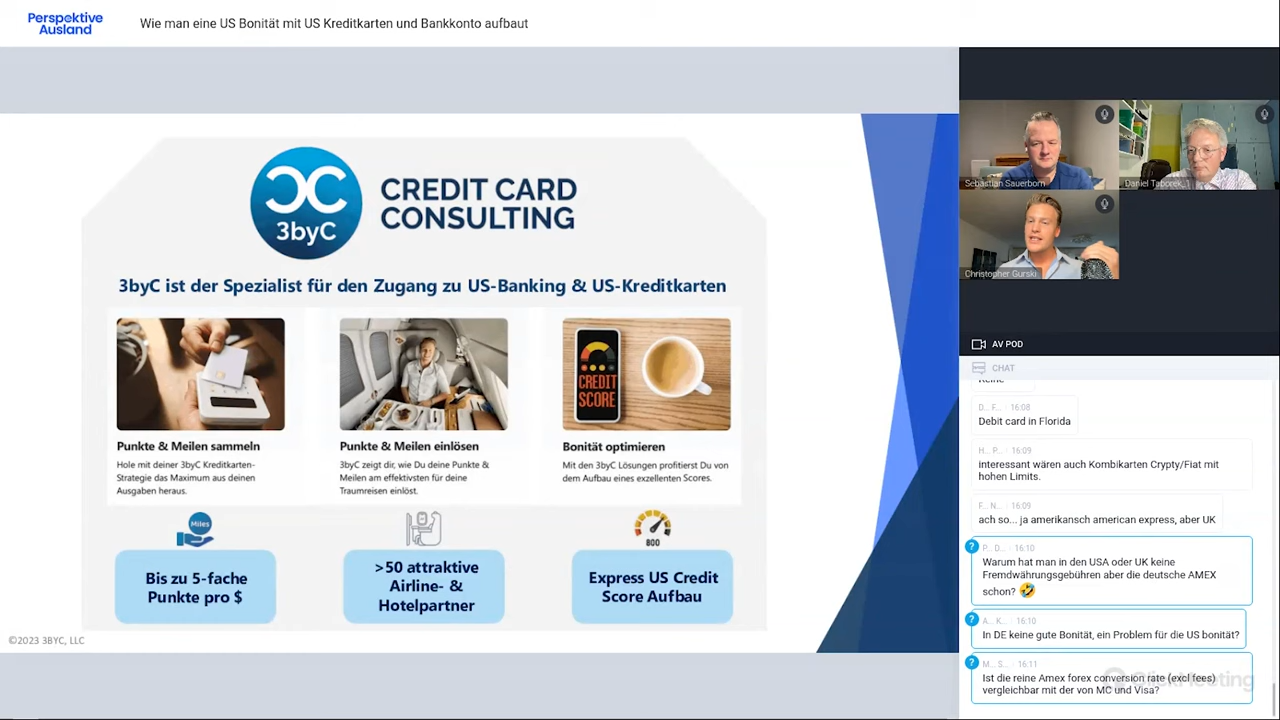 Perspektive
Ausland
Wie man eine US Bonität mit US Kreditkarten und Bankkonto aufbaut
3byC
CREDIT CARD
CONSULTING
3byC ist der Spezialist für den Zugang zu US-Banking & US-Kreditkarten
CREDIT
SCORE
Punkte & Meilen sammeln
Hole mit deiner 3byC Kreditkarten-
Strategie das Maximum aus deinen
Ausgaben heraus.
Punkte & Meilen einlösen
3byC zeigt dir, wie Du deine Punkte &
Meilen am effektivsten für deine
Traumreisen einlöst.
Bonität optimieren
Mit den 3byC Lösungen profitierst Du von
dem Aufbau eines exzellenten Scores.
Miles
800
Bis zu 5-fache
Punkte pro $
>50 attraktive
Airline- &
Hotelpartner
Express US Credit
Score Aufbau
©2023 3BYC, LLC
Sebastian Sauerborn
Daniel Taborek_1
Christopher Gurski
AV POD
CHAT
Keine
D... F... · 16:08
Debit card in Florida
H... P... · 16:09
interessant wären auch Kombikarten Crypty/Fiat mit
hohen Limits.
F... N... · 16:09
ach so... ja amerikansch american express, aber UK
?
P... D... · 16:10
Warum hat man in den USA oder UK keine
Fremdwährungsgebühren aber die deutsche AMEX
schon? 🤣
?
A... K... · 16:10
In DE keine gute Bonität, ein Problem für die US bonität?
?
M... S... · 16:11
Ist die reine Amex forex conversion rate (excl fees)
vergleichbar mit der von MC und Visa?
ClickMeeting